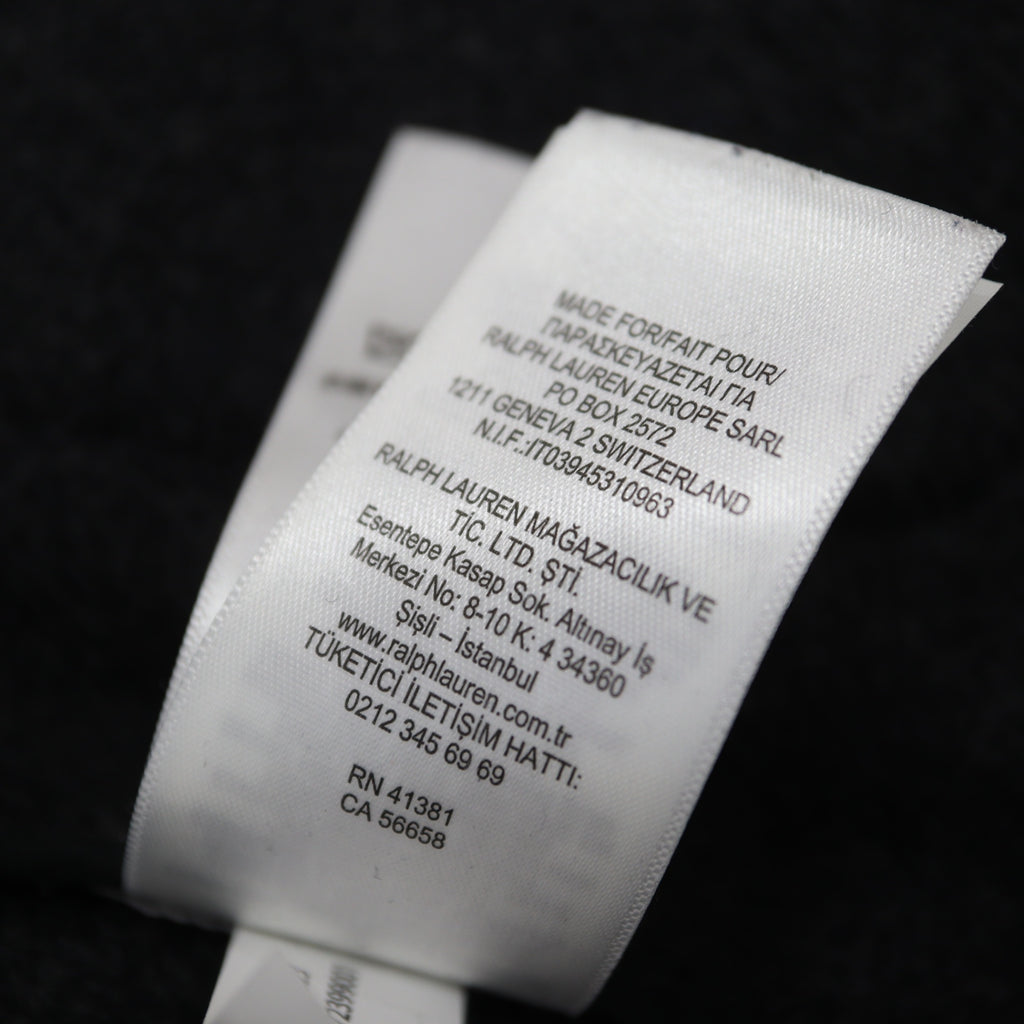 MADE FOR/FAIT POUR/
ΠΑΡΑΣΚΕΥΑΖΕΤΑΙ ΓΙΑ
RALPH LAUREN EUROPE SARL
PO BOX 2572
1211 GENEVA 2 SWITZERLAND
N.I.F.:IT03945310963
RALPH LAUREN MAĞAZACILIK VE
TİC. LTD. ŞTİ.
Esentepe Kasap Sok. Altınay İş
Merkezi No: 8-10 K: 4 34360
Şişli – İstanbul
www.ralphlauren.com.tr
TÜKETİCİ İLETİŞİM HATTI:
0212 345 69 69
RN 41381
CA 56658